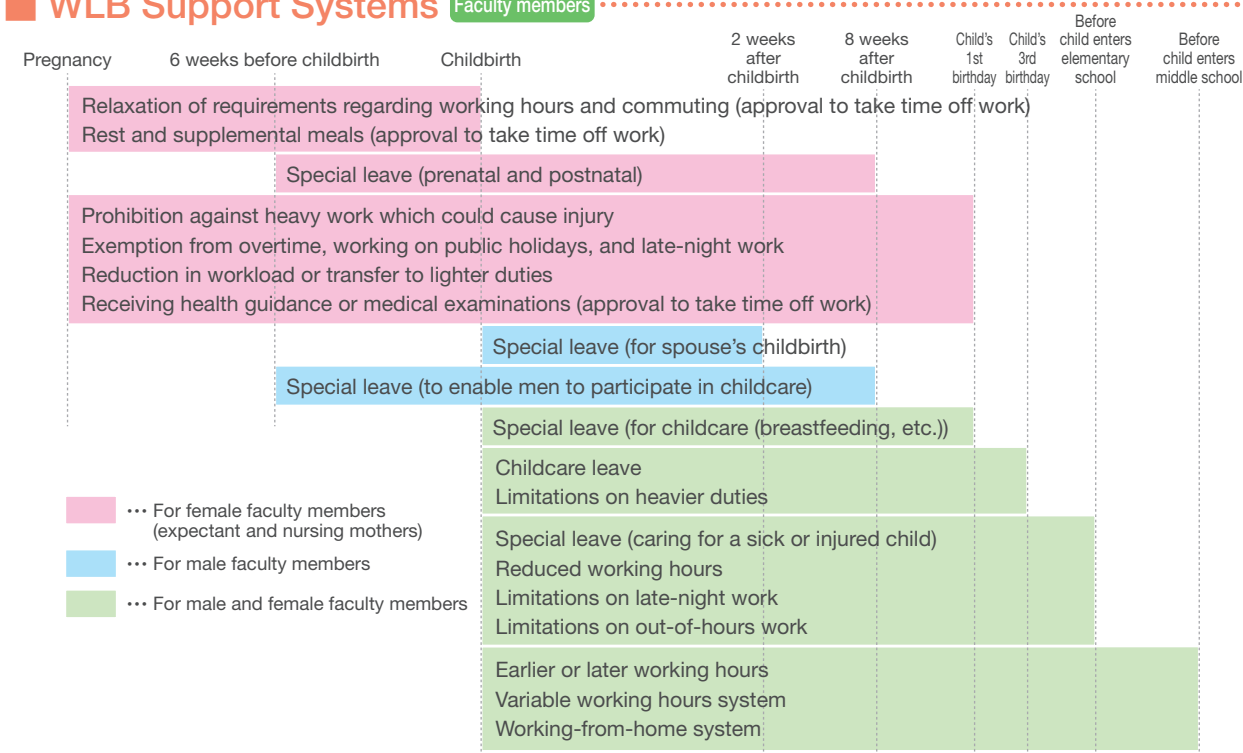 WLB Support Systems Faculty members
Pregnancy
6 weeks before childbirth
Childbirth
2 weeks
after
childbirth
8 weeks
after
childbirth
Child's
1st
birthday
Child's
3rd
birthday
Before
child enters
elementary
school
Before
child enters
middle school
Relaxation of requirements regarding working hours and commuting (approval to take time off work)
Rest and supplemental meals (approval to take time off work)
Special leave (prenatal and postnatal)
Prohibition against heavy work which could cause injury
Exemption from overtime, working on public holidays, and late-night work
Reduction in workload or transfer to lighter duties
Receiving health guidance or medical examinations (approval to take time off work)
Special leave (for spouse's childbirth)
Special leave (to enable men to participate in childcare)
Special leave (for childcare (breastfeeding, etc.))
Childcare leave
Limitations on heavier duties
Special leave (caring for a sick or injured child)
Reduced working hours
Limitations on late-night work
Limitations on out-of-hours work
Earlier or later working hours
Variable working hours system
Working-from-home system
··· For female faculty members
(expectant and nursing mothers)
··· For male faculty members
··· For male and female faculty members